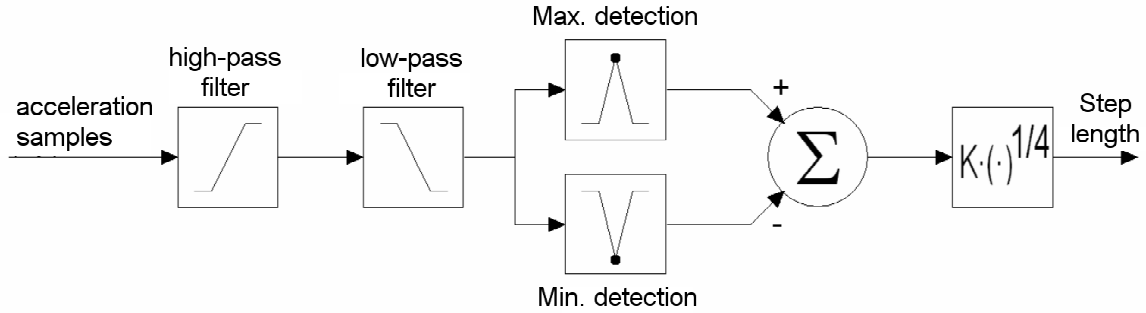 Max. detection
high-pass
filter
low-pass
filter
acceleration
samples
+
Σ
K·(·)1/4
Step
length
-
Min. detection